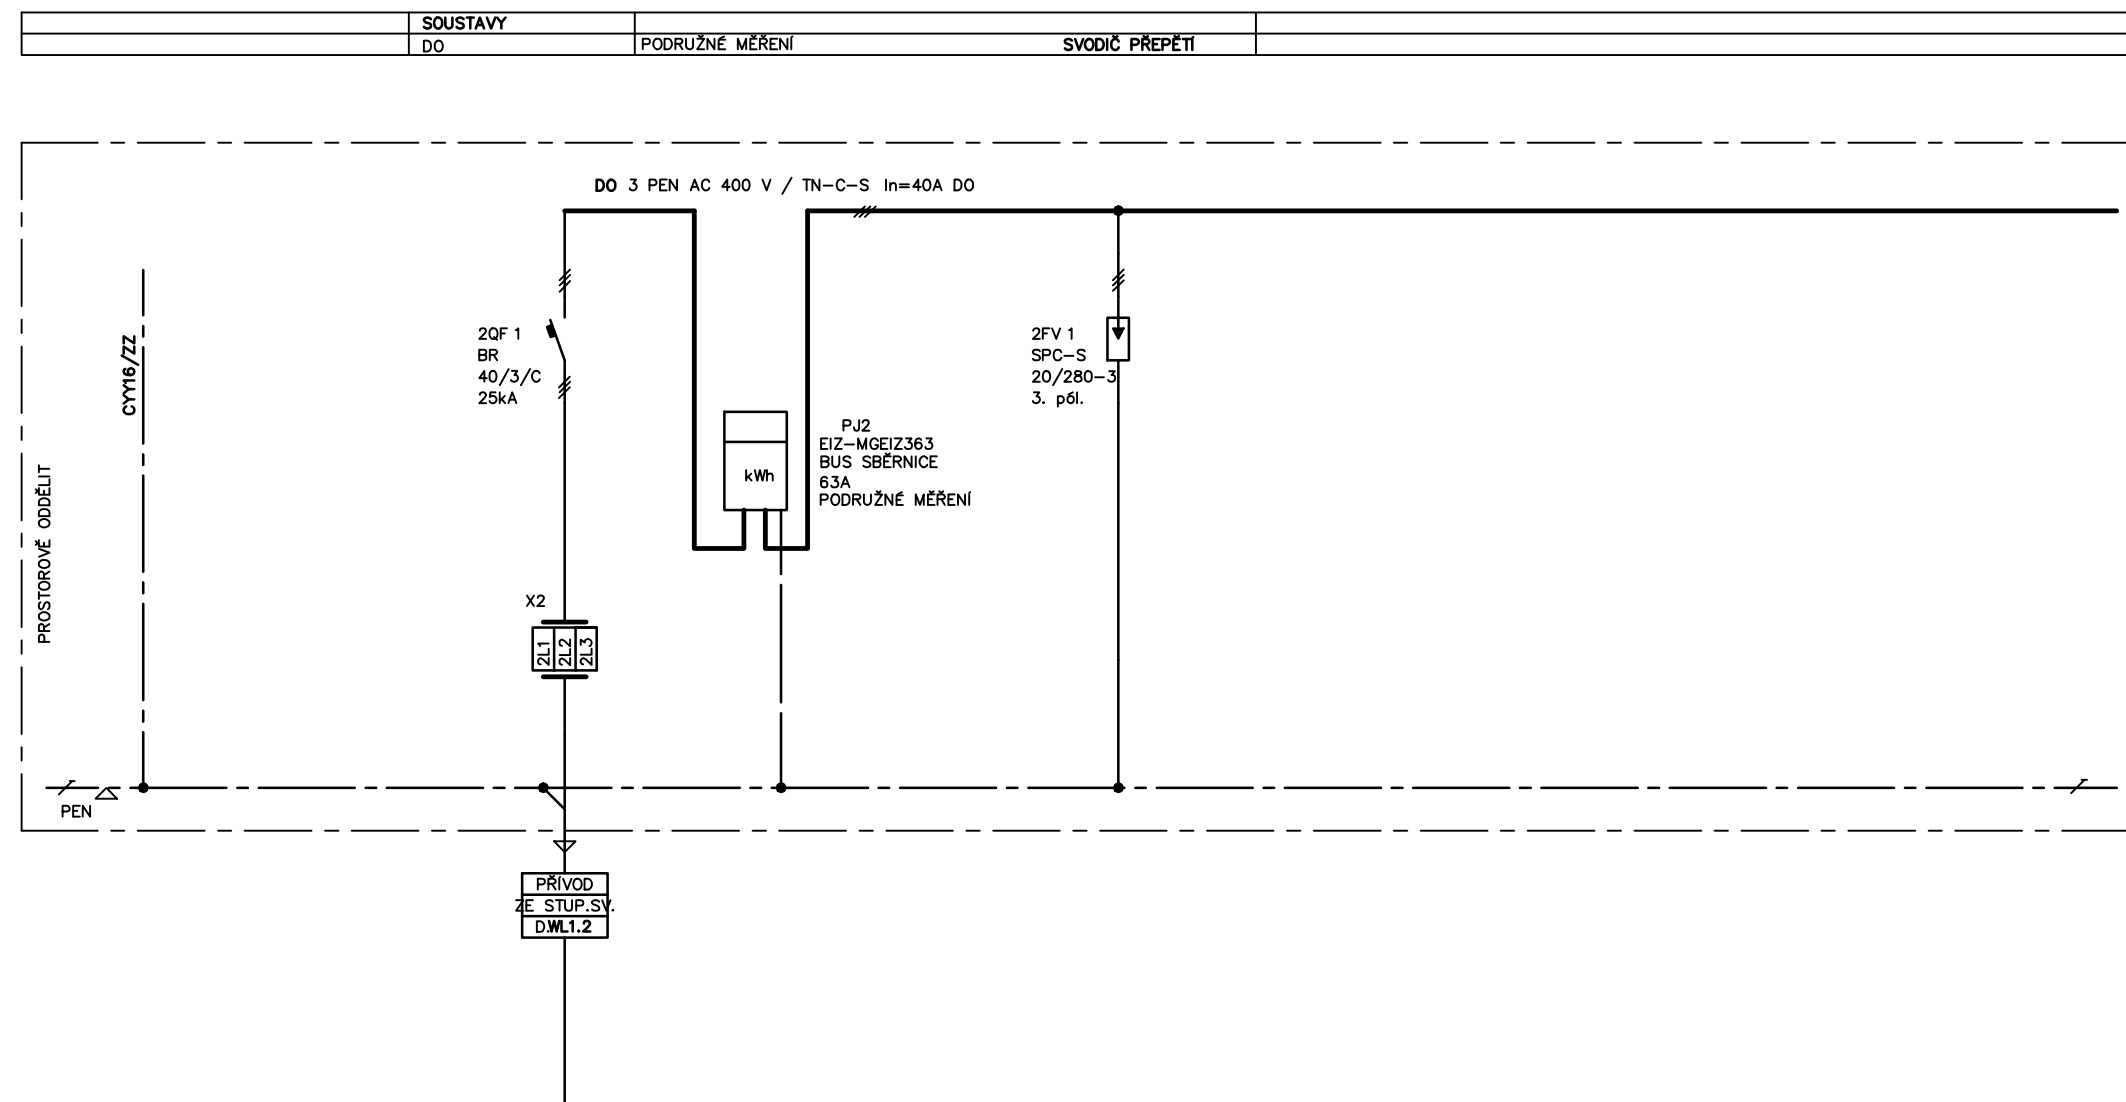 SOUSTAVY
DO
PODRUŽNÉ MĚŘENÍ
SVODIČ PŘEPĚTÍ
DO 3 PEN AC 400 V / TN-C-S In=40A DO
CYY16/ZZ
PROSTOROVĚ ODDĚLIT
2QF 1
BR
40/3/C
25kA
2FV 1
SPC-S
20/280-3
3. pól.
kWh
PJ2
EIZ-MGEIZ363
BUS SBĚRNICE
63A
PODRUŽNÉ MĚŘENÍ
X2
2L1
2L2
2L3
PEN
PŘÍVOD
ZE STUP.SV.
D.WL1.2